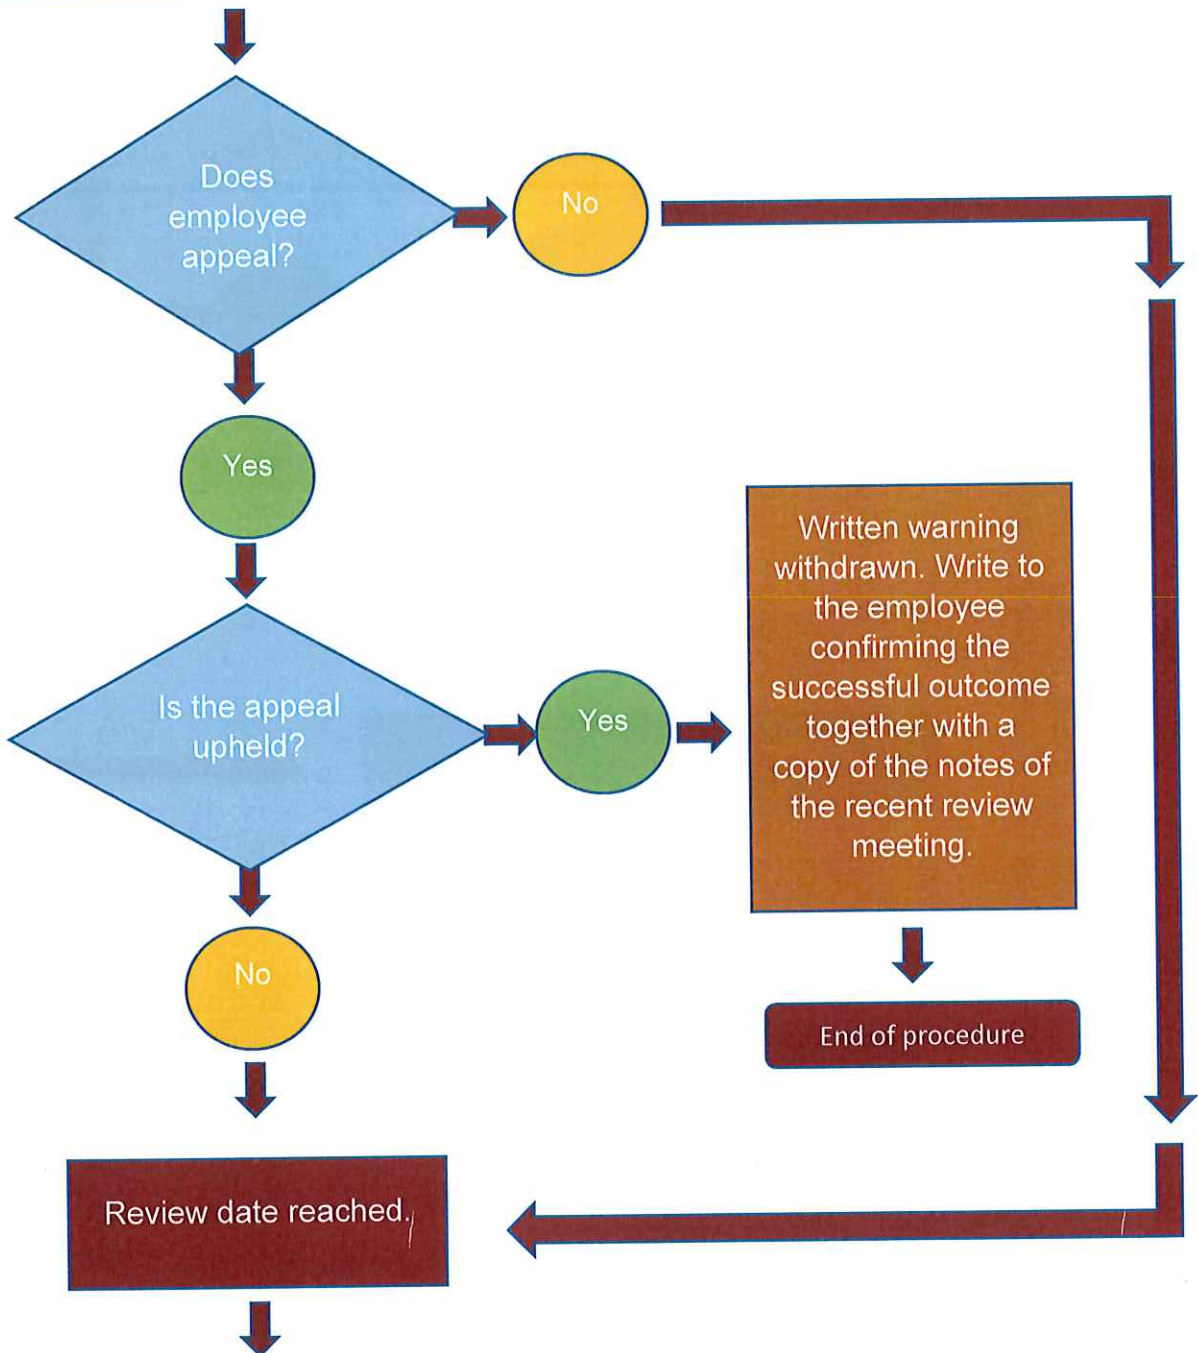 Does
employee
appeal?
No
Yes
Is the appeal
upheld?
Yes
Written warning
withdrawn. Write to
the employee
confirming the
successful outcome
together with a
copy of the notes of
the recent review
meeting.
No
End of procedure
Review date reached.